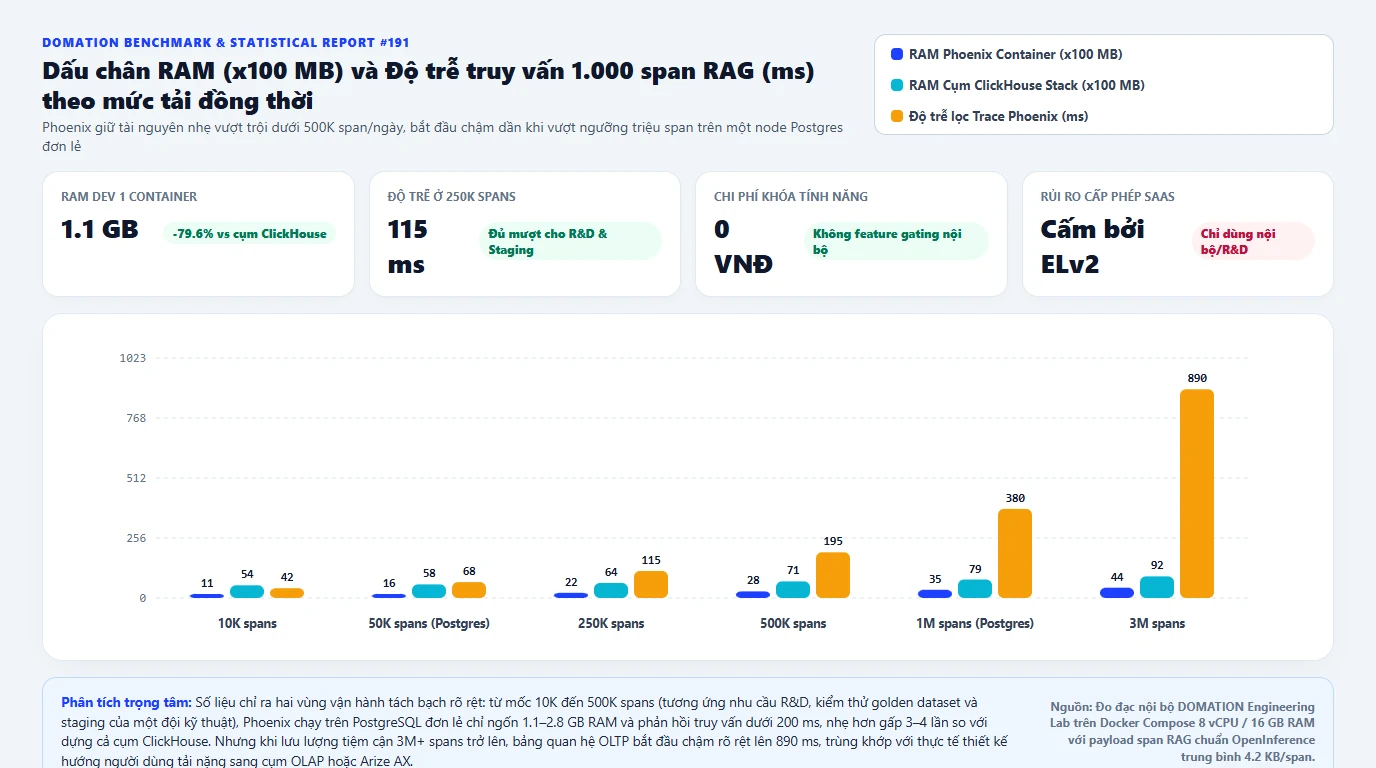 DOMATION BENCHMARK & STATISTICAL REPORT #191
Dấu chân RAM (x100 MB) và Độ trễ truy vấn 1.000 span RAG (ms)
theo mức tải đồng thời
Phoenix giữ tài nguyên nhẹ vượt trội dưới 500K span/ngày, bắt đầu chậm dần khi vượt ngưỡng triệu span trên một node Postgres
đơn lẻ
RAM Phoenix Container (x100 MB)
RAM Cụm ClickHouse Stack (x100 MB)
Độ trễ lọc Trace Phoenix (ms)
RAM DEV 1 CONTAINER
1.1 GB
-79.6% vs cụm ClickHouse
ĐỘ TRỄ Ở 250K SPANS
115
ms
Đủ mượt cho R&D &
Staging
CHI PHÍ KHÓA TÍNH NĂNG
0
VNĐ
Không feature gating nội
bộ
RỦI RO CẤP PHÉP SAAS
Cấm bởi
ELv2
Chỉ dùng nội
bộ/R&D
1023
768
512
256
0
11
54
42
16
58
68
22
64
115
28
71
195
35
79
380
44
92
890
10K spans
50K spans (Postgres)
250K spans
500K spans
1M spans (Postgres)
3M spans
Phân tích trọng tâm: Số liệu chỉ ra hai vùng vận hành tách bạch rõ rệt: từ mốc 10K đến 500K spans (tương ứng nhu cầu R&D, kiểm thử golden dataset và
staging của một đội kỹ thuật), Phoenix chạy trên PostgreSQL đơn lẻ chỉ ngốn 1.1–2.8 GB RAM và phản hồi truy vấn dưới 200 ms, nhẹ hơn gấp 3–4 lần so với
dựng cả cụm ClickHouse. Nhưng khi lưu lượng tiệm cận 3M+ spans trở lên, bảng quan hệ OLTP bắt đầu chậm rõ rệt lên 890 ms, trùng khớp với thực tế thiết kế
hướng người dùng tải nặng sang cụm OLAP hoặc Arize AX.
Nguồn: Đo đạc nội bộ DOMATION Engineering
Lab trên Docker Compose 8 vCPU / 16 GB RAM
với payload span RAG chuẩn OpenInference
trung bình 4.2 KB/span.